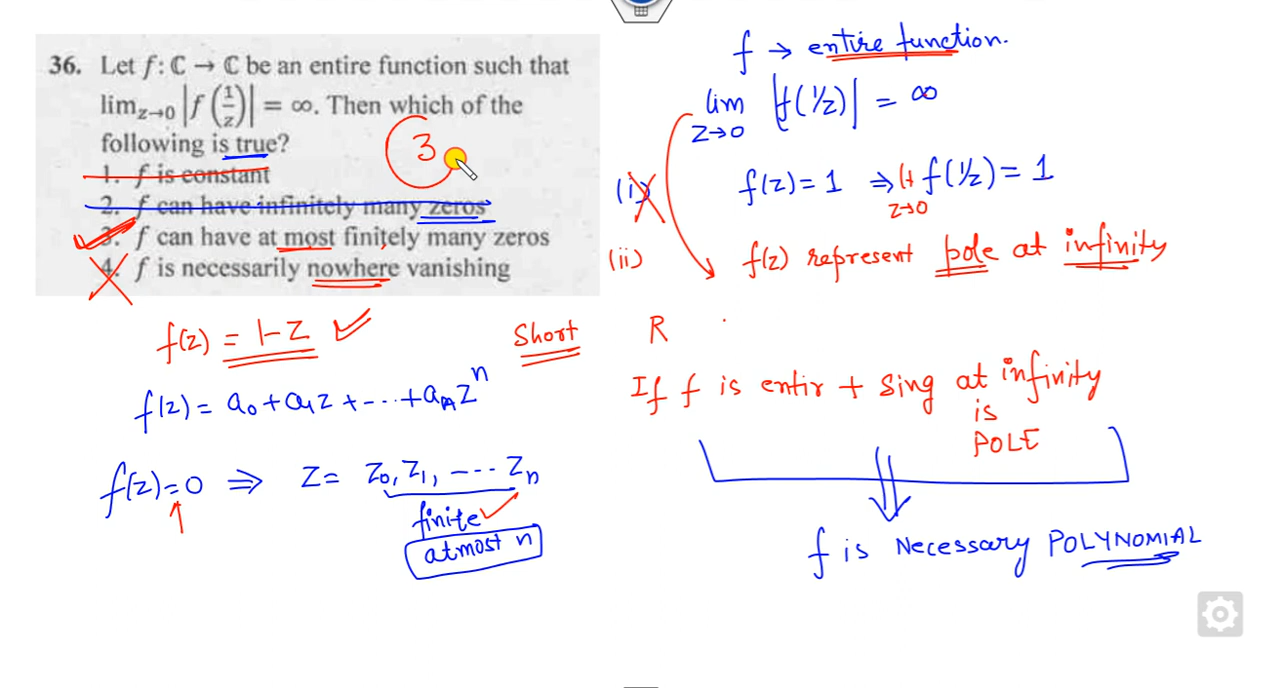 36. Let f: ℂ → ℂ be an entire function such that
lim_{z→0} |f(1/z)| = ∞. Then which of the
following is true?
1. f is constant
2. f can have infinitely many zeros
3. f can have at most finitely many zeros
4. f is necessarily nowhere vanishing
3
f(z) = 1-z ✓
Short
f(z) = a₀+a₁z+---+aₙzⁿ
f(z)=0 ⇒ z= z₀,z₁, --- zₙ
finite ✓
atmost n
f → entire function.
lim_{z→0} |f(1/z)| = ∞
(i) f(z)=1 ⇒ lt_{z→0} f(1/z)=1
(ii) f(z) represent pole at infinity
R
If f is entir + Sing at infinity
is
POLE
f is Necessary POLYNOMIAL